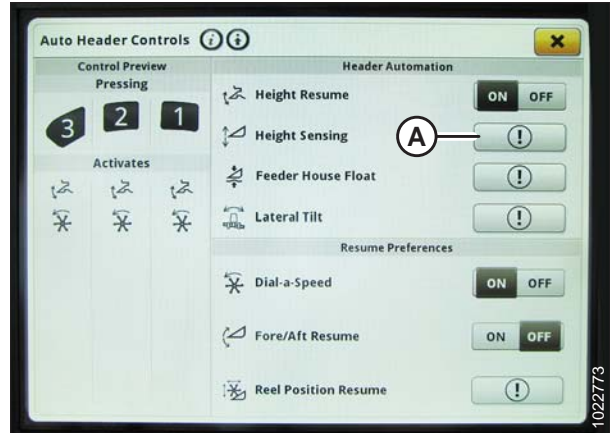 Auto Header Controls
Control Preview
Pressing
3 2 1
Activates
Header Automation
Height Resume ON OFF
Height Sensing A !
Feeder House Float !
Lateral Tilt !
Resume Preferences
Dial-a-Speed ON OFF
Fore/Aft Resume ON OFF
Reel Position Resume !
1022773